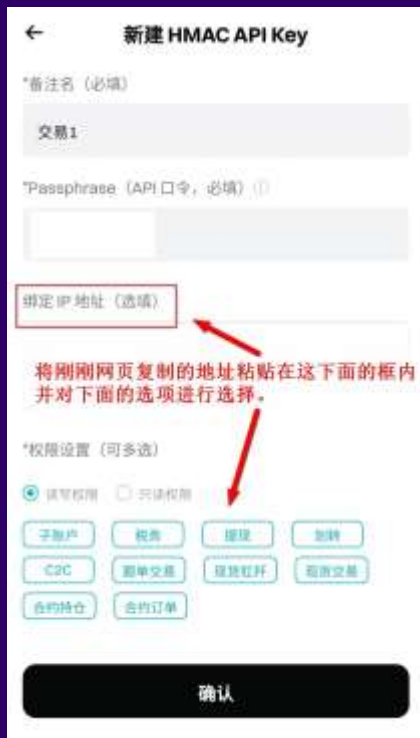 ← 新建 HMAC API Key
*备注名（必填）
交易1
*Passphrase（API 口令，必填）ⓘ
绑定 IP 地址（选填）
将刚刚网页复制的地址粘贴在这下面的框内
并对下面的选项进行选择。
*权限设置（可多选）
读写权限 只读权限
子账户 税务 提现 划转
C2C 跟单交易 现货杠杆 现货交易
合约持仓 合约订单
确认